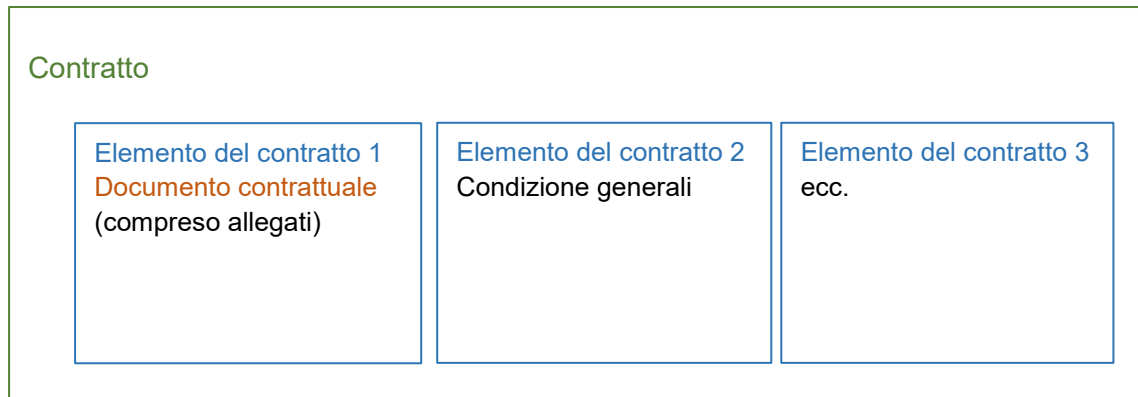 Contratto
Elemento del contratto 1
Documento contrattuale
(compreso allegati)
Elemento del contratto 2
Condizione generali
Elemento del contratto 3
ecc.